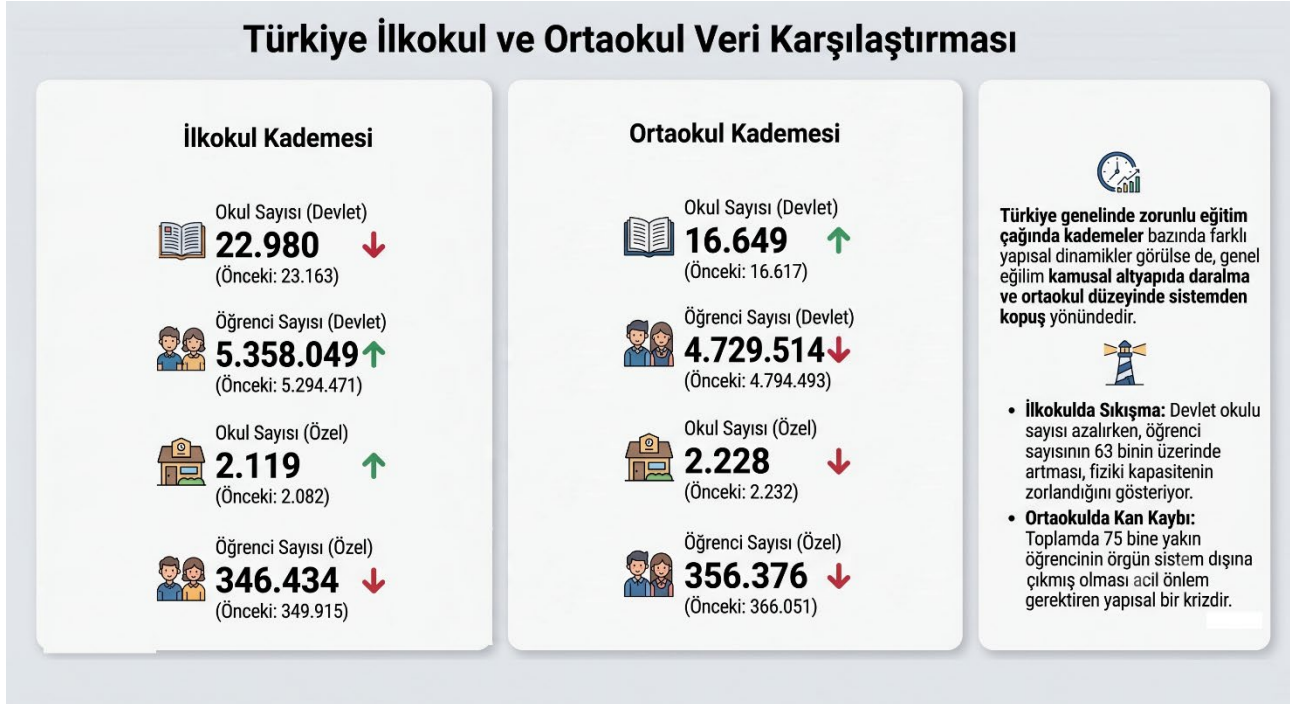 Türkiye İlkokul ve Ortaokul Veri Karşılaştırması
İlkokul Kademesi
Okul Sayısı (Devlet)
22.980
(Önceki: 23.163)
Öğrenci Sayısı (Devlet)
5.358.049
(Önceki: 5.294.471)
Okul Sayısı (Özel)
2.119
(Önceki: 2.082)
Öğrenci Sayısı (Özel)
346.434
(Önceki: 349.915)
Ortaokul Kademesi
Okul Sayısı (Devlet)
16.649
(Önceki: 16.617)
Öğrenci Sayısı (Devlet)
4.729.514
(Önceki: 4.794.493)
Okul Sayısı (Özel)
2.228
(Önceki: 2.232)
Öğrenci Sayısı (Özel)
356.376
(Önceki: 366.051)
Türkiye genelinde zorunlu eğitim
çağında kademeler bazında farklı
yapısal dinamikler görülse de, genel
eğilim kamusal altyapıda daralma
ve ortaokul düzeyinde sistemden
kopuş yönündedir.
• İlkokulda Sıkışma: Devlet okulu
sayısı azalırken, öğrenci
sayısının 63 binin üzerinde
artması, fiziki kapasitenin
zorlandığını gösteriyor.
• Ortaokulda Kan Kaybı:
Toplamda 75 bine yakın
öğrencinin örgün sistem dışına
çıkmış olması acil önlem
gerektiren yapısal bir krizdir.